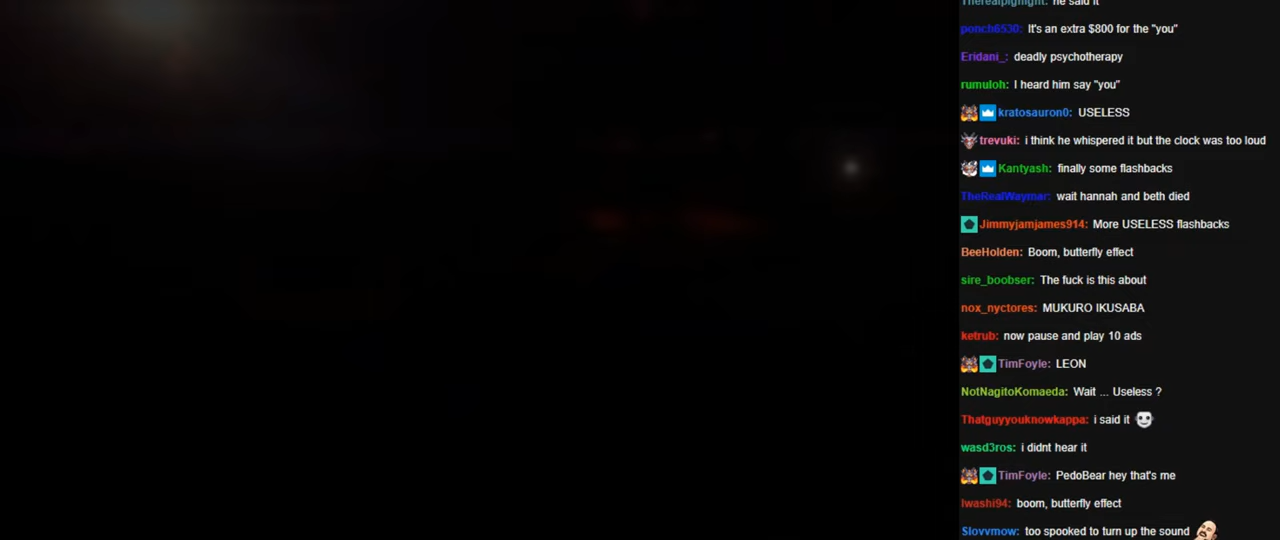 Therealpignight: he said it
ponch6530: It's an extra $800 for the "you"
Eridani_: deadly psychotherapy
rumuloh: I heard him say "you"
kratosauron0: USELESS
trevuki: i think he whispered it but the clock was too loud
Kantyash: finally some flashbacks
TheRealWaymar: wait hannah and beth died
Jimmyjamjames914: More USELESS flashbacks
BeeHolden: Boom, butterfly effect
sire_boobser: The fuck is this about
nox_nyctores: MUKURO IKUSABA
ketrub: now pause and play 10 ads
TimFoyle: LEON
NotNagitoKomaeda: Wait ... Useless ?
Thatguyyouknowkappa: i said it
wasd3ros: i didnt hear it
TimFoyle: PedoBear hey that's me
Iwashi94: boom, butterfly effect
Slovvmow: too spooked to turn up the sound